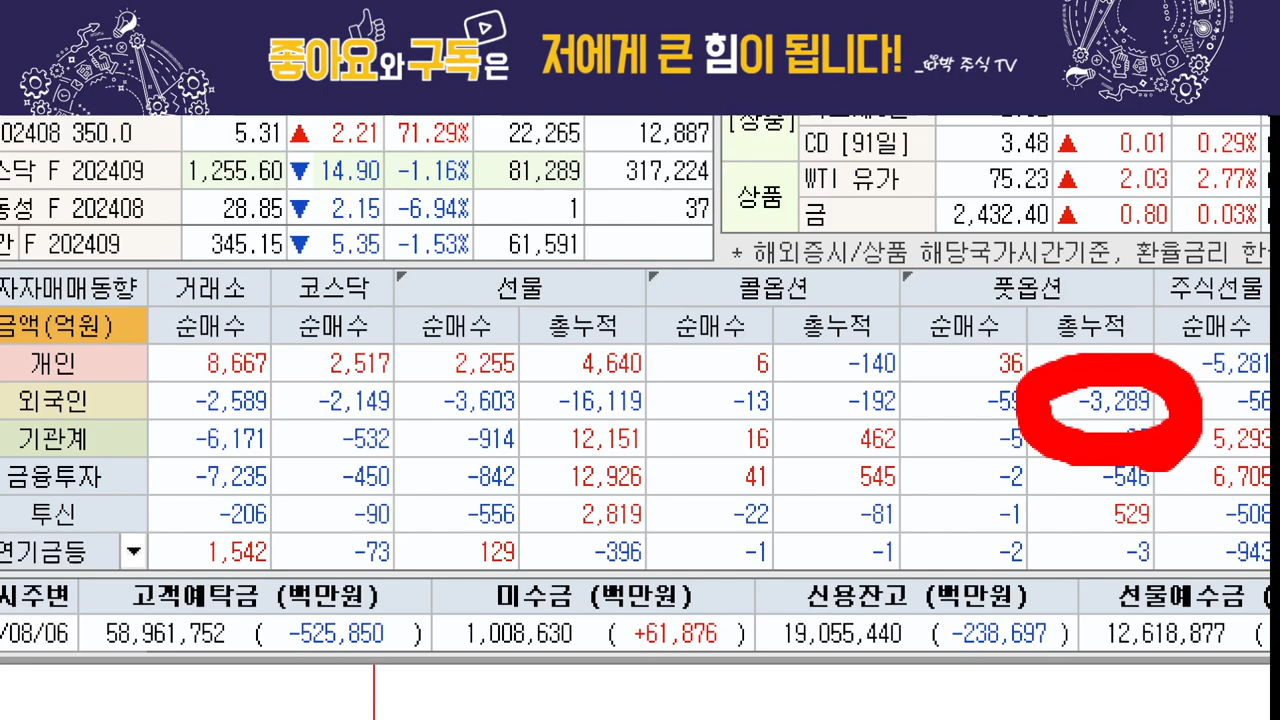 좋아요와구독은 저에게 큰 힘이 됩니다! _호박 주식 TV
02408 350.0 5.31 ▲ 2.21 71.29% 22,265 12,887
스닥 F 202409 1,255.60 ▼ 14.90 -1.16% 81,289 317,224
동성 F 202408 28.85 ▼ 2.15 -6.94% 1 37
F 202409 345.15 ▼ 5.35 -1.53% 61,591
[상품]
CD [91일] 3.48 ▲ 0.01 0.29%
상품 WTI 유가 75.23 ▲ 2.03 2.77%
금 2,432.40 ▲ 0.80 0.03%
* 해외증시/상품 해당국가시간기준, 환율금리 한
자자매매동향 거래소 코스닥 선물 콜옵션 풋옵션 주식선물
금액(억원) 순매수 순매수 순매수 총누적 순매수 총누적 순매수 총누적 순매수
개인 8,667 2,517 2,255 4,640 6 -140 36 -5,281
외국인 -2,589 -2,149 -3,603 -16,119 -13 -192 -59 -3,289 -56
기관계 -6,171 -532 -914 12,151 16 462 -5 5,293
금융투자 -7,235 -450 -842 12,926 41 545 -2 -546 6,705
투신 -206 -90 -556 2,819 -22 -81 -1 529 -508
연기금등 1,542 -73 129 -396 -1 -1 -2 -3 -943
시주변 고객예탁금 (백만원) 미수금 (백만원) 신용잔고 (백만원) 선물예수금 (
/08/06 58,961,752 ( -525,850 ) 1,008,630 ( +61,876 ) 19,055,440 ( -238,697 ) 12,618,877 (